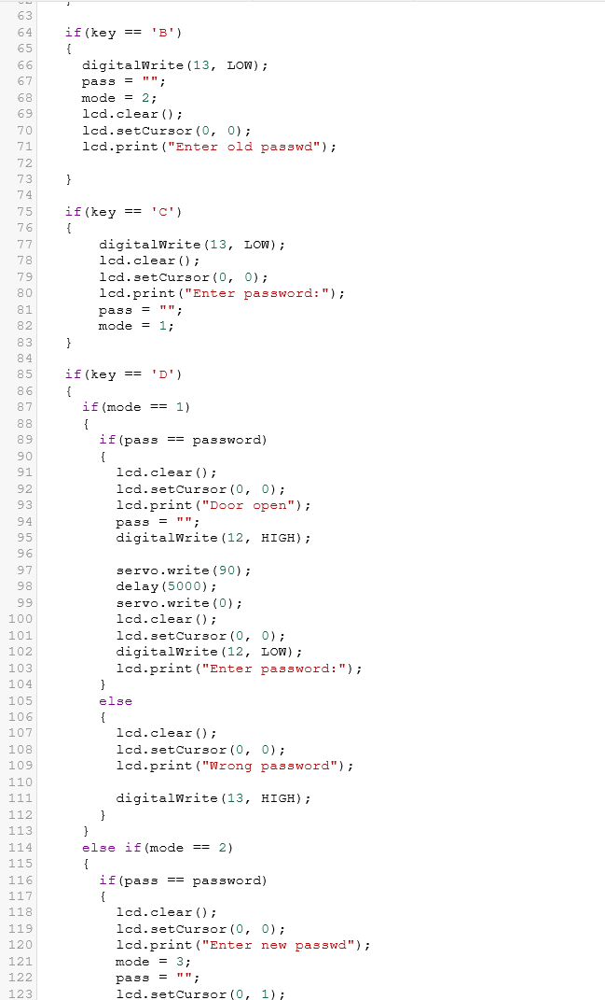 62  }
63
64  if(key == 'B')
65  {
66    digitalWrite(13, LOW);
67    pass = "";
68    mode = 2;
69    lcd.clear();
70    lcd.setCursor(0, 0);
71    lcd.print("Enter old passwd");
72
73  }
74
75  if(key == 'C')
76  {
77      digitalWrite(13, LOW);
78      lcd.clear();
79      lcd.setCursor(0, 0);
80      lcd.print("Enter password:");
81      pass = "";
82      mode = 1;
83  }
84
85  if(key == 'D')
86  {
87    if(mode == 1)
88    {
89      if(pass == password)
90      {
91        lcd.clear();
92        lcd.setCursor(0, 0);
93        lcd.print("Door open");
94        pass = "";
95        digitalWrite(12, HIGH);
96
97        servo.write(90);
98        delay(5000);
99        servo.write(0);
100        lcd.clear();
101        lcd.setCursor(0, 0);
102        digitalWrite(12, LOW);
103        lcd.print("Enter password:");
104      }
105      else
106      {
107        lcd.clear();
108        lcd.setCursor(0, 0);
109        lcd.print("Wrong password");
110
111        digitalWrite(13, HIGH);
112      }
113    }
114    else if(mode == 2)
115    {
116      if(pass == password)
117      {
118        lcd.clear();
119        lcd.setCursor(0, 0);
120        lcd.print("Enter new passwd");
121        mode = 3;
122        pass = "";
123        lcd.setCursor(0, 1);